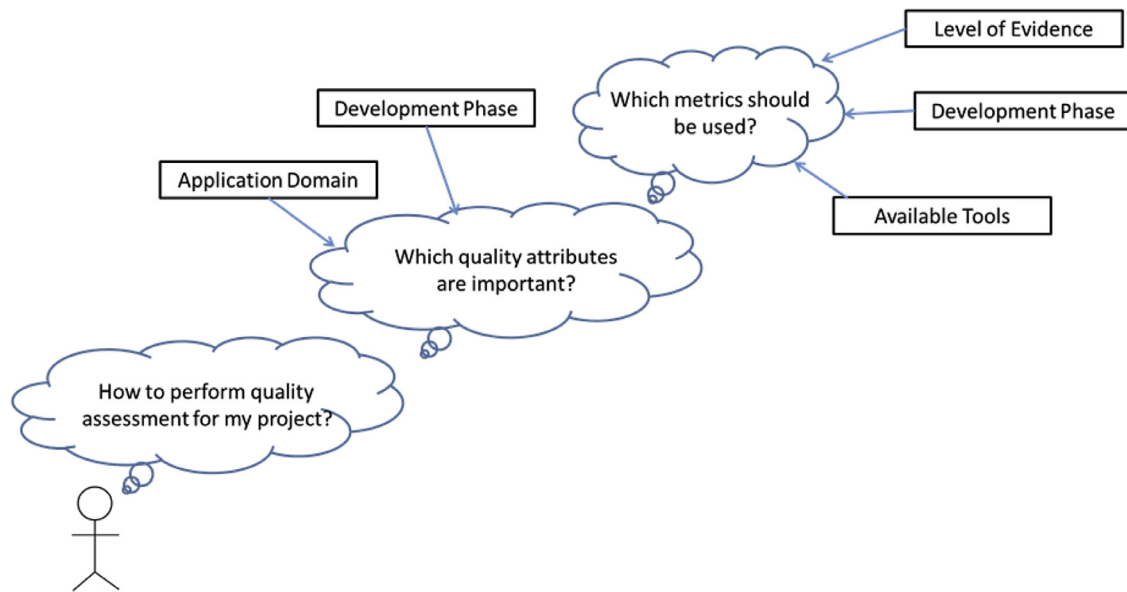 Level of Evidence
Which metrics should
be used?
Development Phase
Development Phase
Application Domain
Available Tools
Which quality attributes
are important?
How to perform quality
assessment for my project?